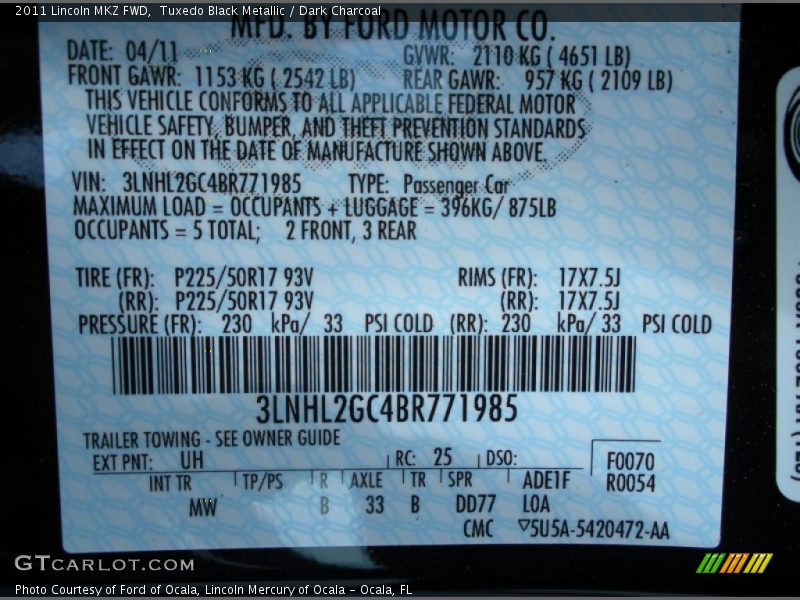 2011 Lincoln MKZ FWD,  Tuxedo Black Metallic / Dark Charcoal
MFD. BY FORD MOTOR CO.
DATE: 04/11 GVWR: 2110 KG ( 4651 LB)
FRONT GAWR: 1153 KG ( 2542 LB) REAR GAWR: 957 KG ( 2109 LB)
THIS VEHICLE CONFORMS TO ALL APPLICABLE FEDERAL MOTOR
VEHICLE SAFETY, BUMPER, AND THEFT PREVENTION STANDARDS
IN EFFECT ON THE DATE OF MANUFACTURE SHOWN ABOVE.
VIN: 3LNHL2GC4BR771985 TYPE: Passenger Car
MAXIMUM LOAD = OCCUPANTS + LUGGAGE = 396KG/ 875LB
OCCUPANTS = 5 TOTAL; 2 FRONT, 3 REAR
TIRE (FR): P225/50R17 93V RIMS (FR): 17X7.5J
(RR): P225/50R17 93V (RR): 17X7.5J
PRESSURE (FR): 230 kPa/ 33 PSI COLD (RR): 230 kPa/ 33 PSI COLD
3LNHL2GC4BR771985
TRAILER TOWING - SEE OWNER GUIDE
EXT PNT: UH RC: 25 DSO: F0070
INT TR TP/PS R AXLE TR SPR ADE1F R0054
MW B 33 B DD77 LOA
CMC ▽5U5A-5420472-AA
GTCARLOT.COM
Photo Courtesy of Ford of Ocala, Lincoln Mercury of Ocala - Ocala, FL